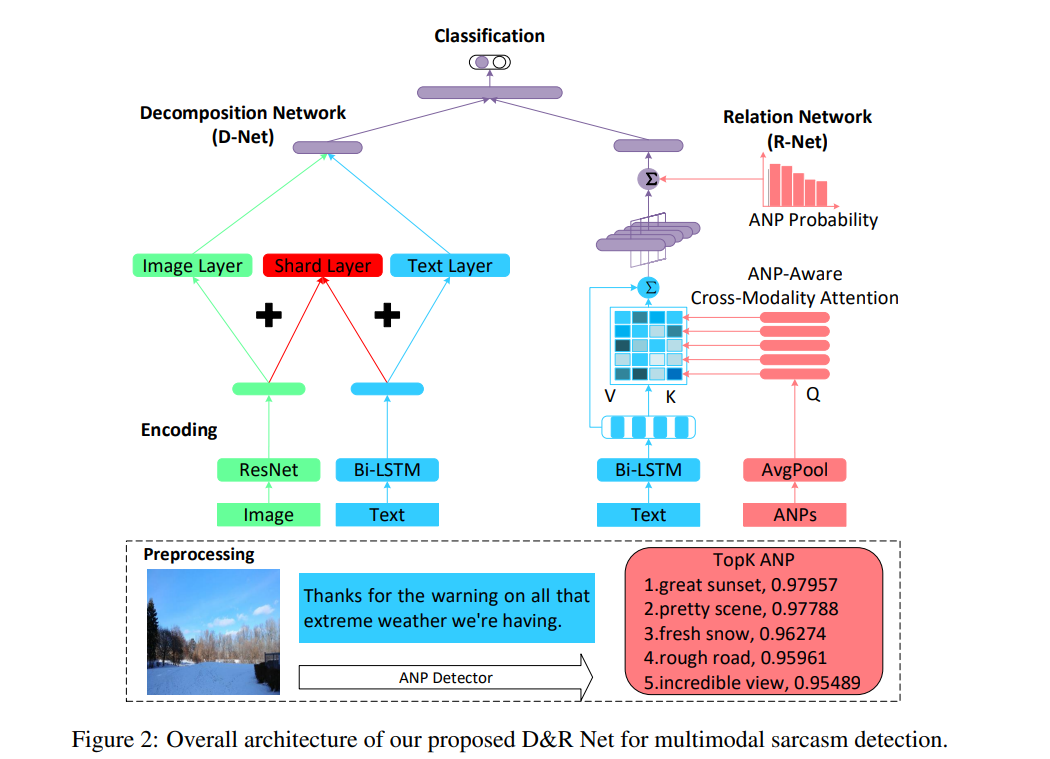 Classification
Decomposition Network
(D-Net)
Relation Network
(R-Net)
Σ
ANP Probability
Image Layer
Shard Layer
Text Layer
ANP-Aware
Cross-Modality Attention
Σ
V
K
Q
Encoding
ResNet
Bi-LSTM
Bi-LSTM
AvgPool
Image
Text
Text
ANPs
Preprocessing
Thanks for the warning on all that
extreme weather we're having.
ANP Detector
TopK ANP
1.great sunset, 0.97957
2.pretty scene, 0.97788
3.fresh snow, 0.96274
4.rough road, 0.95961
5.incredible view, 0.95489
Figure 2: Overall architecture of our proposed D&R Net for multimodal sarcasm detection.